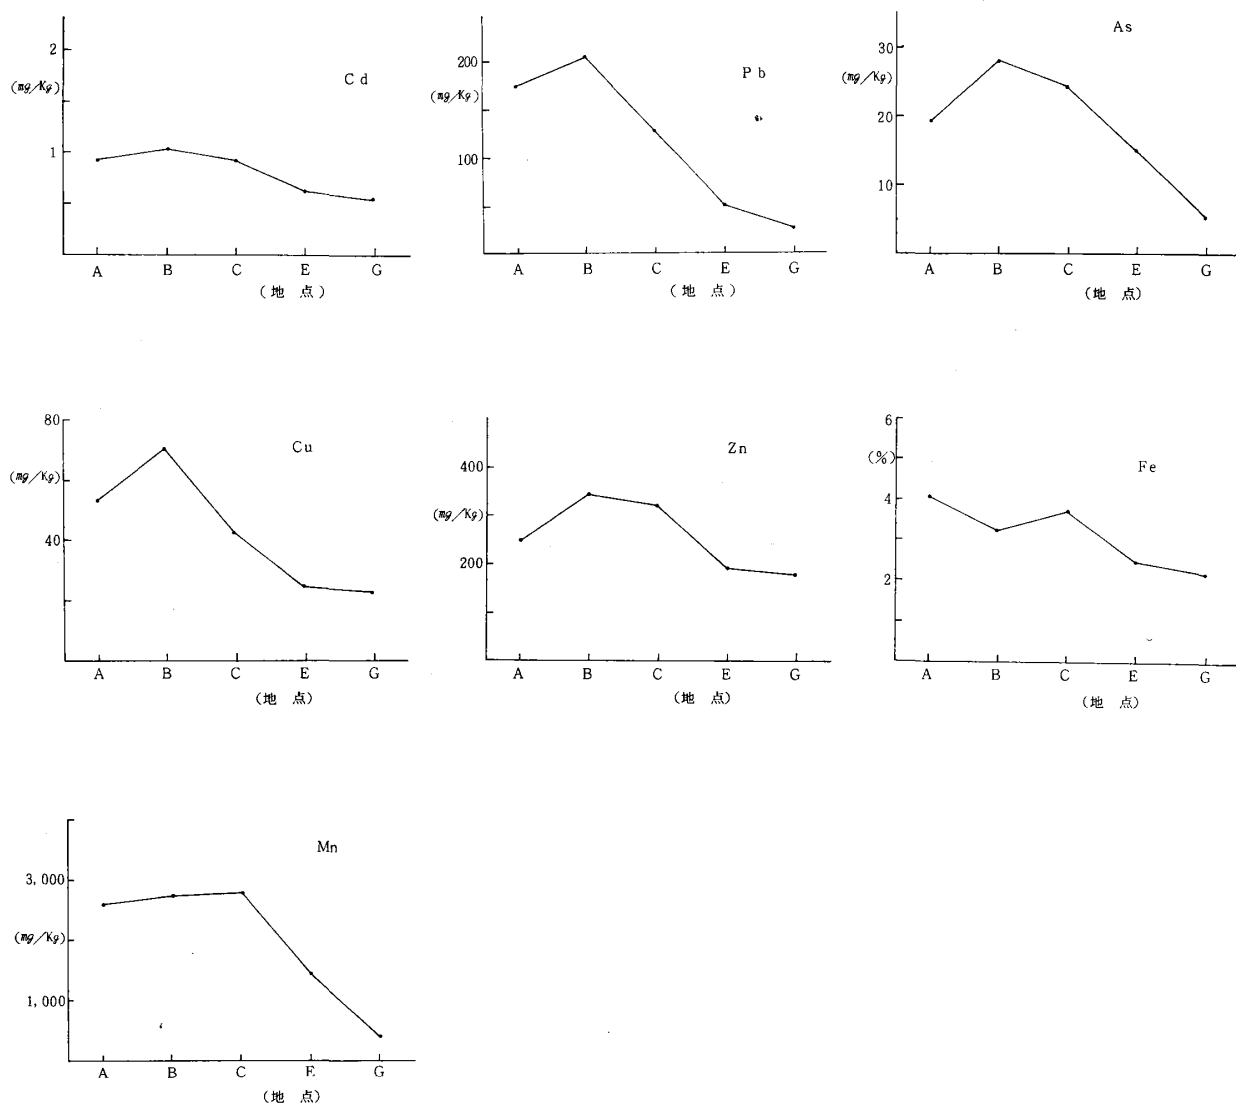 Cd
2
(mg/Kg)
1
A B C E G
(地 点)
Pb
200
(mg/Kg)
100
A B C E G
(地 点)
As
30
(mg/Kg)
20
10
A B C E G
(地 点)
Cu
80
(mg/Kg)
40
A B C E G
(地 点)
Zn
400
(mg/Kg)
200
A B C E G
(地 点)
Fe
6
(%)
4
2
A B C E G
(地 点)
Mn
3,000
(mg/Kg)
1,000
A B C E G
(地 点)